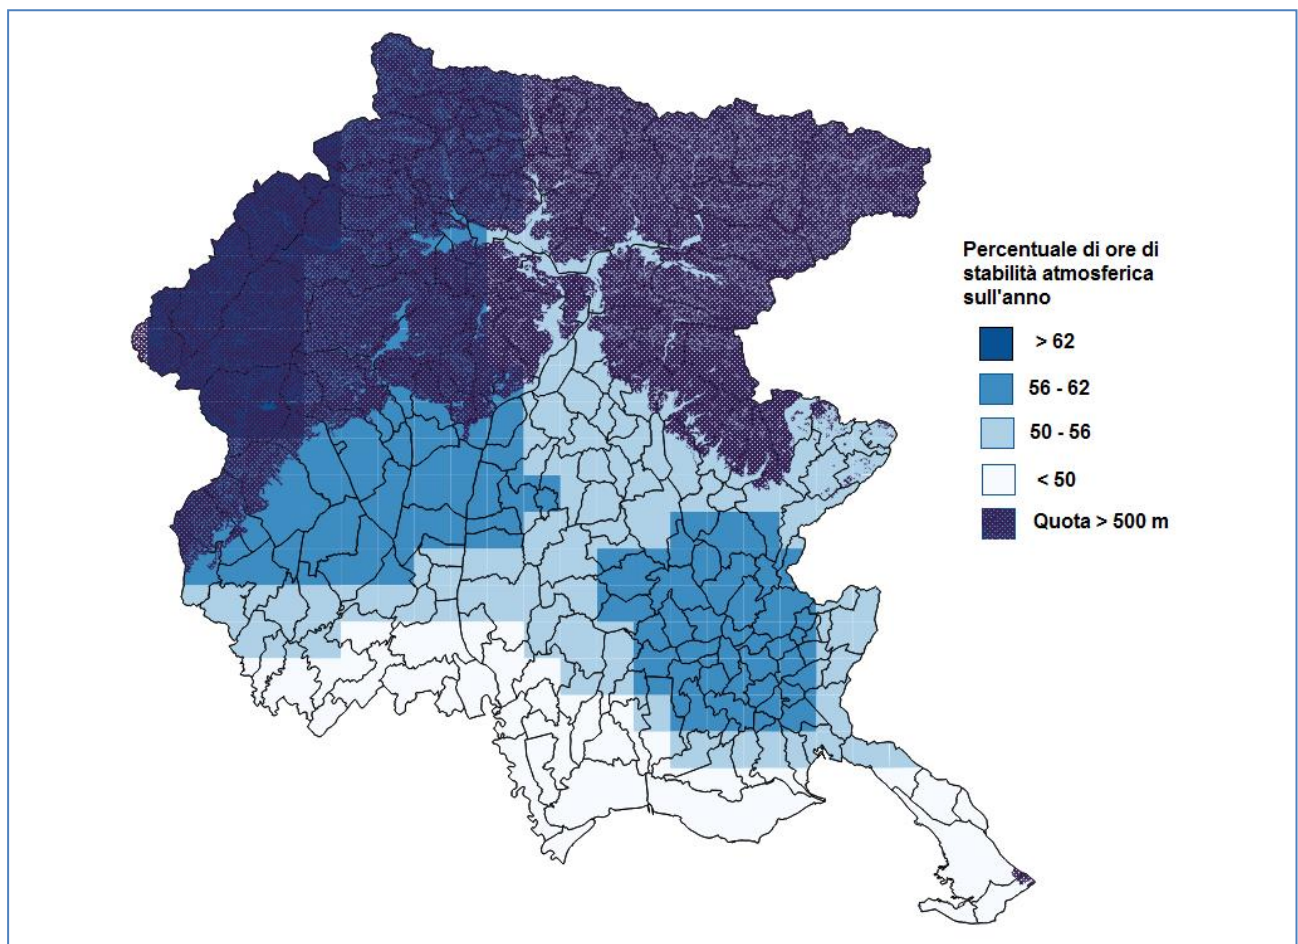 Percentuale di ore di
stabilità atmosferica
sull'anno
> 62
56 - 62
50 - 56
< 50
Quota > 500 m